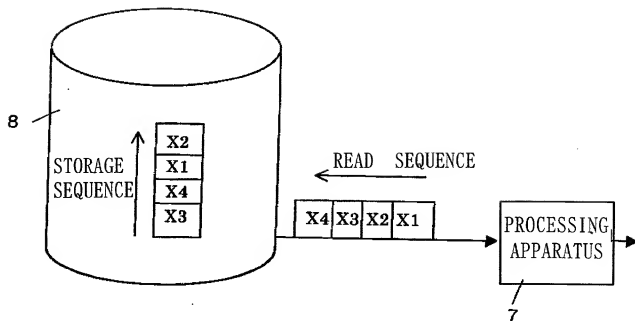 8
X2
X1
X4
X3
STORAGE
SEQUENCE
READ SEQUENCE
X4 X3 X2 X1
PROCESSING
APPARATUS
7